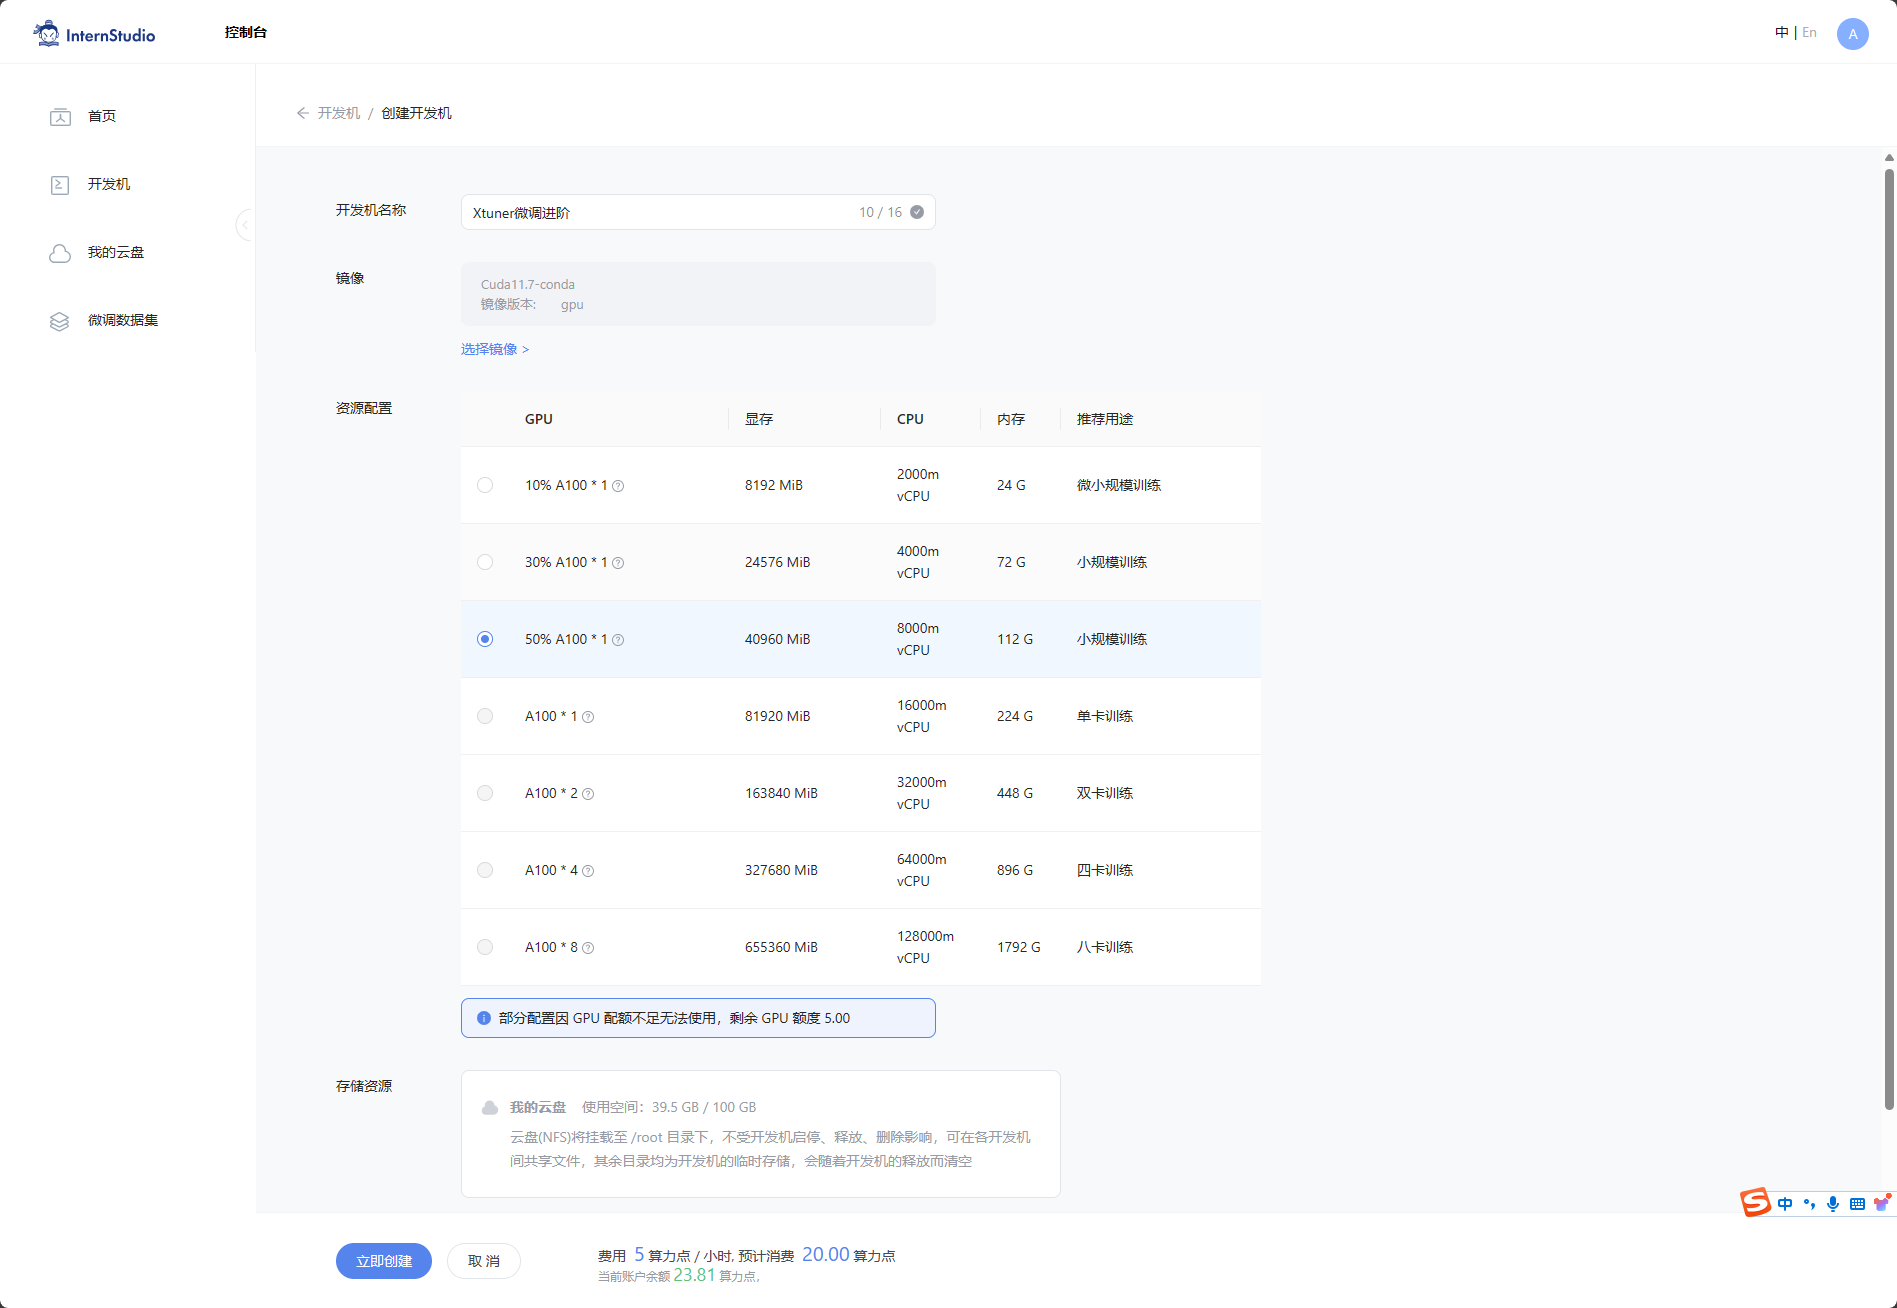 InternStudio
控制台
中 | En
A
首页
开发机
我的云盘
微调数据集
开发机 / 创建开发机
开发机名称
Xtuner微调进阶
10 / 16
镜像
Cuda11.7-conda
镜像版本: gpu
选择镜像 >
资源配置
GPU 显存 CPU 内存 推荐用途
10% A100 * 1 8192 MiB 2000m vCPU 24 G 微小规模训练
30% A100 * 1 24576 MiB 4000m vCPU 72 G 小规模训练
50% A100 * 1 40960 MiB 8000m vCPU 112 G 小规模训练
A100 * 1 81920 MiB 16000m vCPU 224 G 单卡训练
A100 * 2 163840 MiB 32000m vCPU 448 G 双卡训练
A100 * 4 327680 MiB 64000m vCPU 896 G 四卡训练
A100 * 8 655360 MiB 128000m vCPU 1792 G 八卡训练
部分配置因 GPU 配额不足无法使用，剩余 GPU 额度 5.00
存储资源
我的云盘 使用空间：39.5 GB / 100 GB
云盘(NFS)将挂载至 /root 目录下，不受开发机启停、释放、删除影响，可在各开发机
间共享文件，其余目录均为开发机的临时存储，会随着开发机的释放而清空
S 中
立即创建
取 消
费用 5 算力点 / 小时, 预计消费 20.00 算力点
当前账户余额 23.81 算力点,